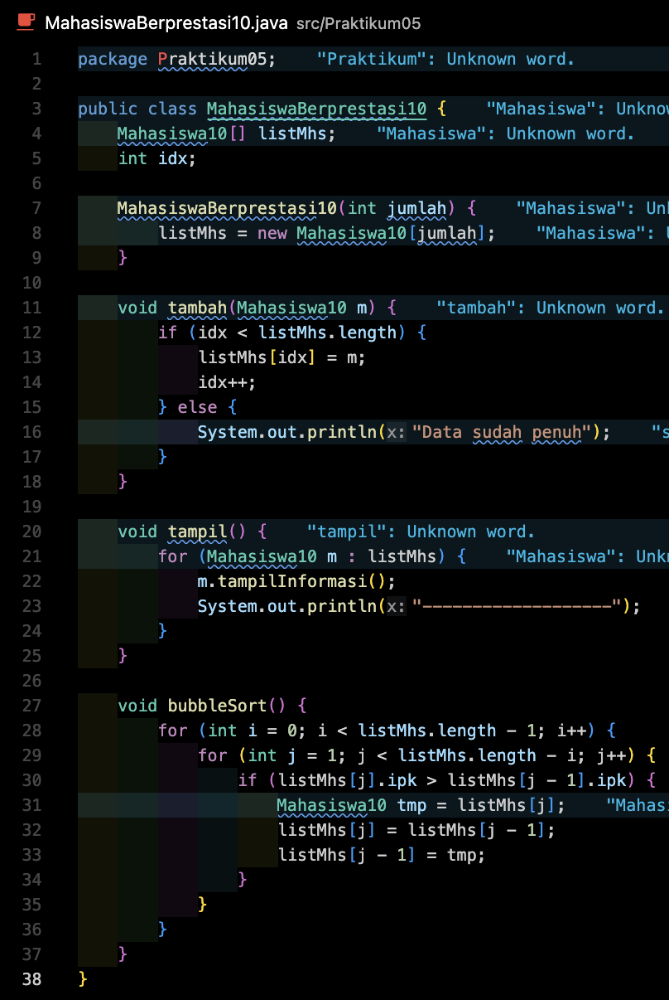 MahasiswaBerprestasi10.java src/Praktikum05
1 package Praktikum05; "Praktikum": Unknown word.
2
3 public class MahasiswaBerprestasi10 { "Mahasiswa": Unkno
4 Mahasiswa10[] listMhs; "Mahasiswa": Unknown word.
5 int idx;
6
7 MahasiswaBerprestasi10(int jumlah) { "Mahasiswa": Un
8 listMhs = new Mahasiswa10[jumlah]; "Mahasiswa":
9 }
10
11 void tambah(Mahasiswa10 m) { "tambah": Unknown word.
12 if (idx < listMhs.length) {
13 listMhs[idx] = m;
14 idx++;
15 } else {
16 System.out.println(x: "Data sudah penuh"); "s
17 }
18 }
19
20 void tampil() { "tampil": Unknown word.
21 for (Mahasiswa10 m : listMhs) { "Mahasiswa": Unk
22 m.tampilInformasi();
23 System.out.println(x: "-------------------");
24 }
25 }
26
27 void bubbleSort() {
28 for (int i = 0; i < listMhs.length - 1; i++) {
29 for (int j = 1; j < listMhs.length - i; j++) {
30 if (listMhs[j].ipk > listMhs[j - 1].ipk) {
31 Mahasiswa10 tmp = listMhs[j]; "Mahas
32 listMhs[j] = listMhs[j - 1];
33 listMhs[j - 1] = tmp;
34 }
35 }
36 }
37 }
38 }